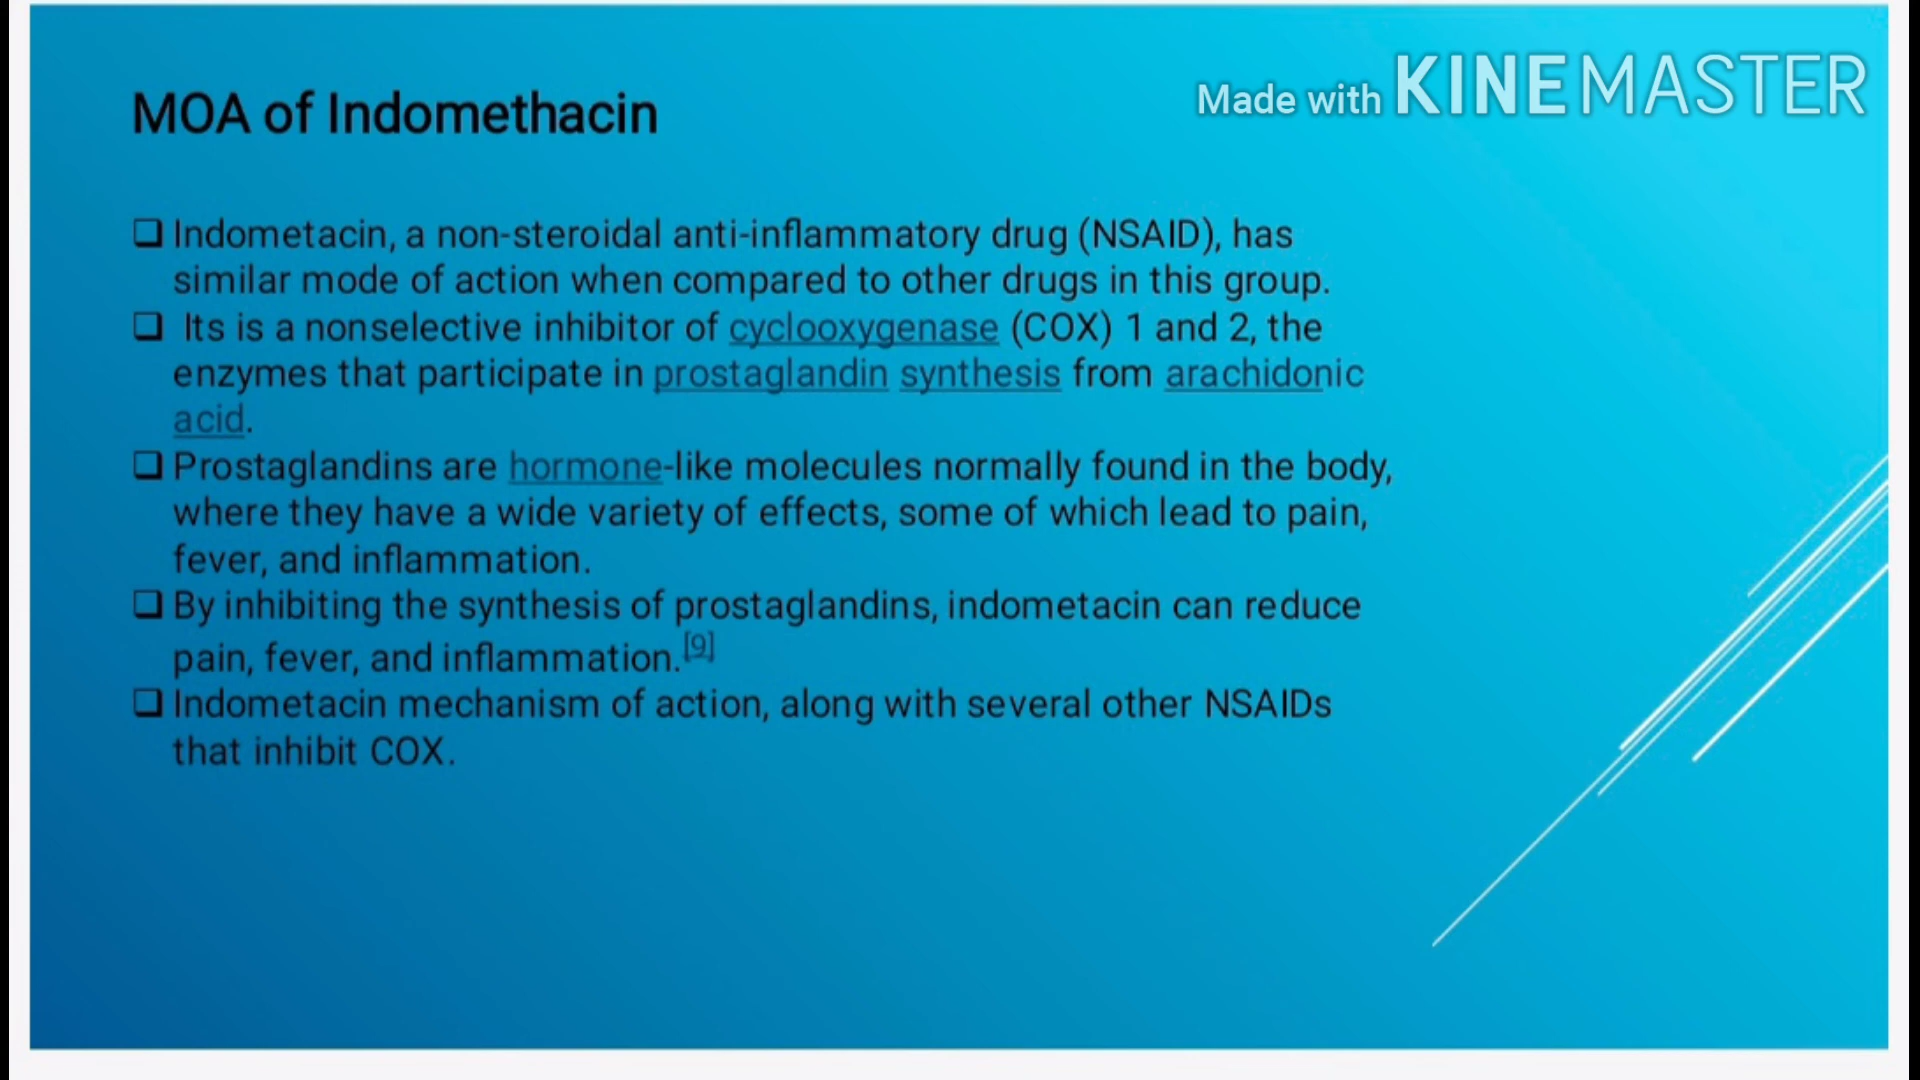 MOA of Indomethacin
Made with KINEMASTER
Indometacin, a non-steroidal anti-inflammatory drug (NSAID), has
similar mode of action when compared to other drugs in this group.
Its is a nonselective inhibitor of cyclooxygenase (COX) 1 and 2, the
enzymes that participate in prostaglandin synthesis from arachidonic
acid.
Prostaglandins are hormone-like molecules normally found in the body,
where they have a wide variety of effects, some of which lead to pain,
fever, and inflammation.
By inhibiting the synthesis of prostaglandins, indometacin can reduce
pain, fever, and inflammation.[9]
Indometacin mechanism of action, along with several other NSAIDs
that inhibit COX.